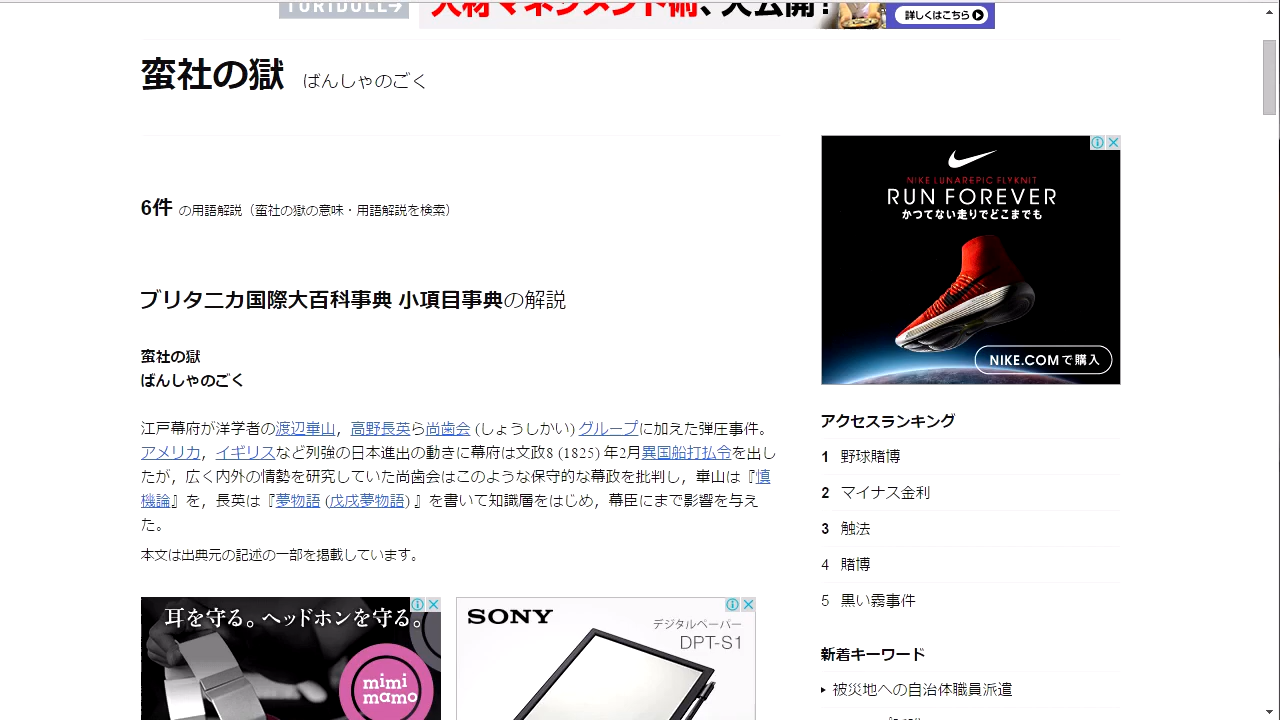 人材マネジメント術、大公開!
詳しくはこちら
蛮社の獄 ばんしゃのごく
6件 の用語解説（蛮社の獄の意味・用語解説を検索）
ブリタニカ国際大百科事典 小項目事典の解説
蛮社の獄
ばんしゃのごく
江戸幕府が洋学者の渡辺崋山，高野長英ら尚歯会 (しょうしかい) グループに加えた弾圧事件。
アメリカ，イギリスなど列強の日本進出の動きに幕府は文政8 (1825) 年2月異国船打払令を出し
たが，広く内外の情勢を研究していた尚歯会はこのような保守的な幕政を批判し，崋山は『慎
機論』を，長英は『夢物語 (戊戌夢物語) 』を書いて知識層をはじめ，幕臣にまで影響を与え
た。
本文は出典元の記述の一部を掲載しています。
耳を守る。ヘッドホンを守る。
mimi
mamo
SONY
デジタルペーパー
DPT-S1
NIKE LUNAREPIC FLYKNIT
RUN FOREVER
かつてない走りでどこまでも
NIKE.COMで購入
アクセスランキング
1 野球賭博
2 マイナス金利
3 触法
4 賭博
5 黒い霧事件
新着キーワード
被災地への自治体職員派遣